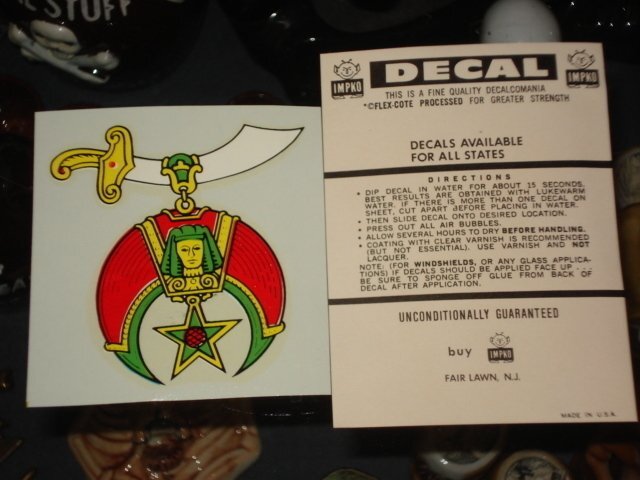 E STUFF
IMPKO DECAL IMPKO
THIS IS A FINE QUALITY DECALCOMANIA
*©FLEX-COTE PROCESSED FOR GREATER STRENGTH
DECALS AVAILABLE
FOR ALL STATES
DIRECTIONS
• DIP DECAL IN WATER FOR ABOUT 15 SECONDS.
BEST RESULTS ARE OBTAINED WITH LUKEWARM
WATER. IF THERE IS MORE THAN ONE DECAL ON
SHEET, CUT APART BEFORE PLACING IN WATER.
• THEN SLIDE DECAL ONTO DESIRED LOCATION.
• PRESS OUT ALL AIR BUBBLES.
• ALLOW SEVERAL HOURS TO DRY BEFORE HANDLING.
• COATING WITH CLEAR VARNISH IS RECOMMENDED
(BUT NOT ESSENTIAL). USE VARNISH AND NOT
LACQUER.
NOTE: (FOR WINDSHIELDS, OR ANY GLASS APPLICA-
TIONS) IF DECALS SHOULD BE APPLIED FACE UP ...
BE SURE TO SPONGE OFF GLUE FROM BACK OF
DECAL AFTER APPLICATION.
UNCONDITIONALLY GUARANTEED
buy IMPKO
FAIR LAWN, N.J.
MADE IN U.S.A.